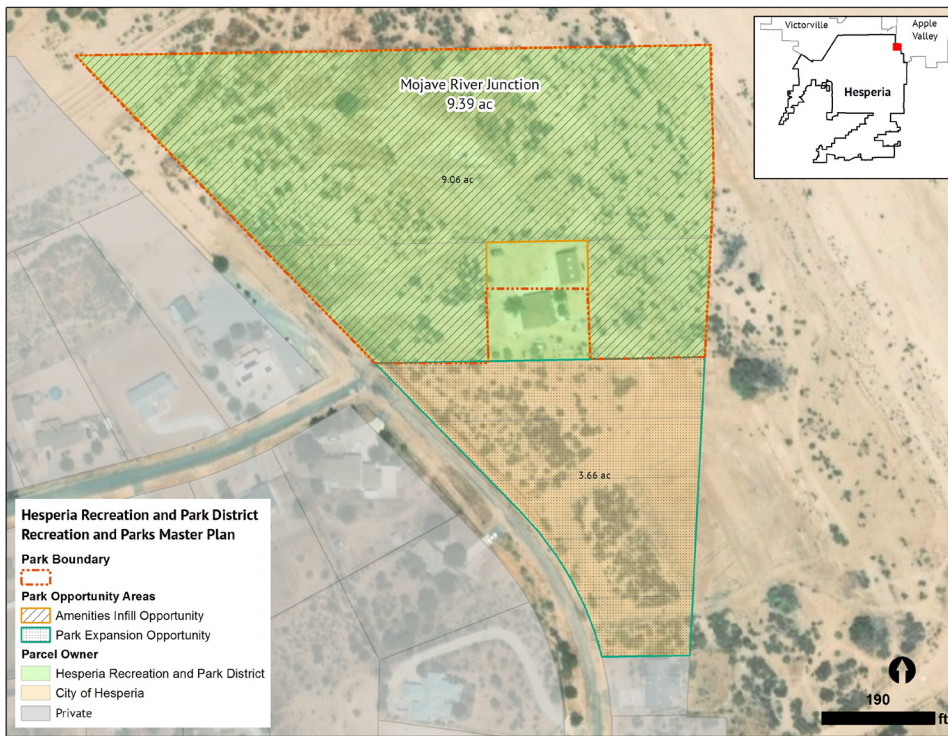 Victorville
Apple
Valley
Hesperia
Mojave River Junction
9.39 ac
9.06 ac
3.66 ac
Hesperia Recreation and Park District
Recreation and Parks Master Plan
Park Boundary
Park Opportunity Areas
Amenities Infill Opportunity
Park Expansion Opportunity
Parcel Owner
Hesperia Recreation and Park District
City of Hesperia
Private
190
ft